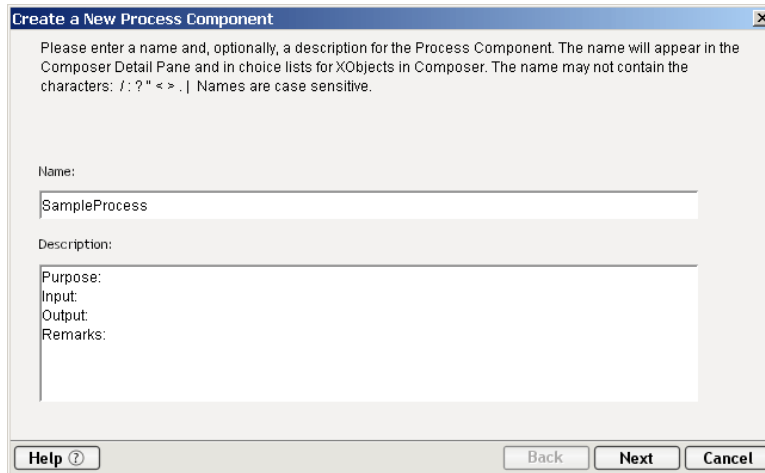 Create a New Process Component
Please enter a name and, optionally, a description for the Process Component. The name will appear in the
Composer Detail Pane and in choice lists for XObjects in Composer. The name may not contain the
characters: / : ? " < > . | Names are case sensitive.
Name:
SampleProcess
Description:
Purpose:
Input:
Output:
Remarks:
Help ?
Back
Next
Cancel